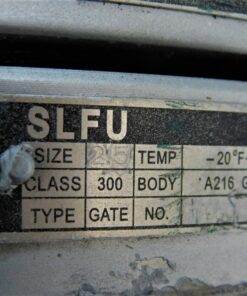 SLFU
SIZE 25 TEMP -20°F
CLASS 300 BODY A216 G
TYPE GATE NO.